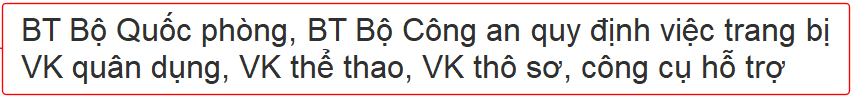 BT Bộ Quốc phòng, BT Bộ Công an quy định việc trang bị
VK quân dụng, VK thể thao, VK thô sơ, công cụ hỗ trợ